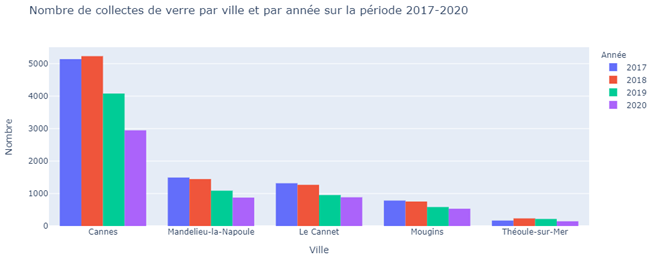 Nombre de collectes de verre par ville et par année sur la période 2017-2020
Année
2017
2018
2019
2020
5000
4000
3000
2000
1000
0
Nombre
Cannes
Mandelieu-la-Napoule
Le Cannet
Mougins
Théoule-sur-Mer
Ville